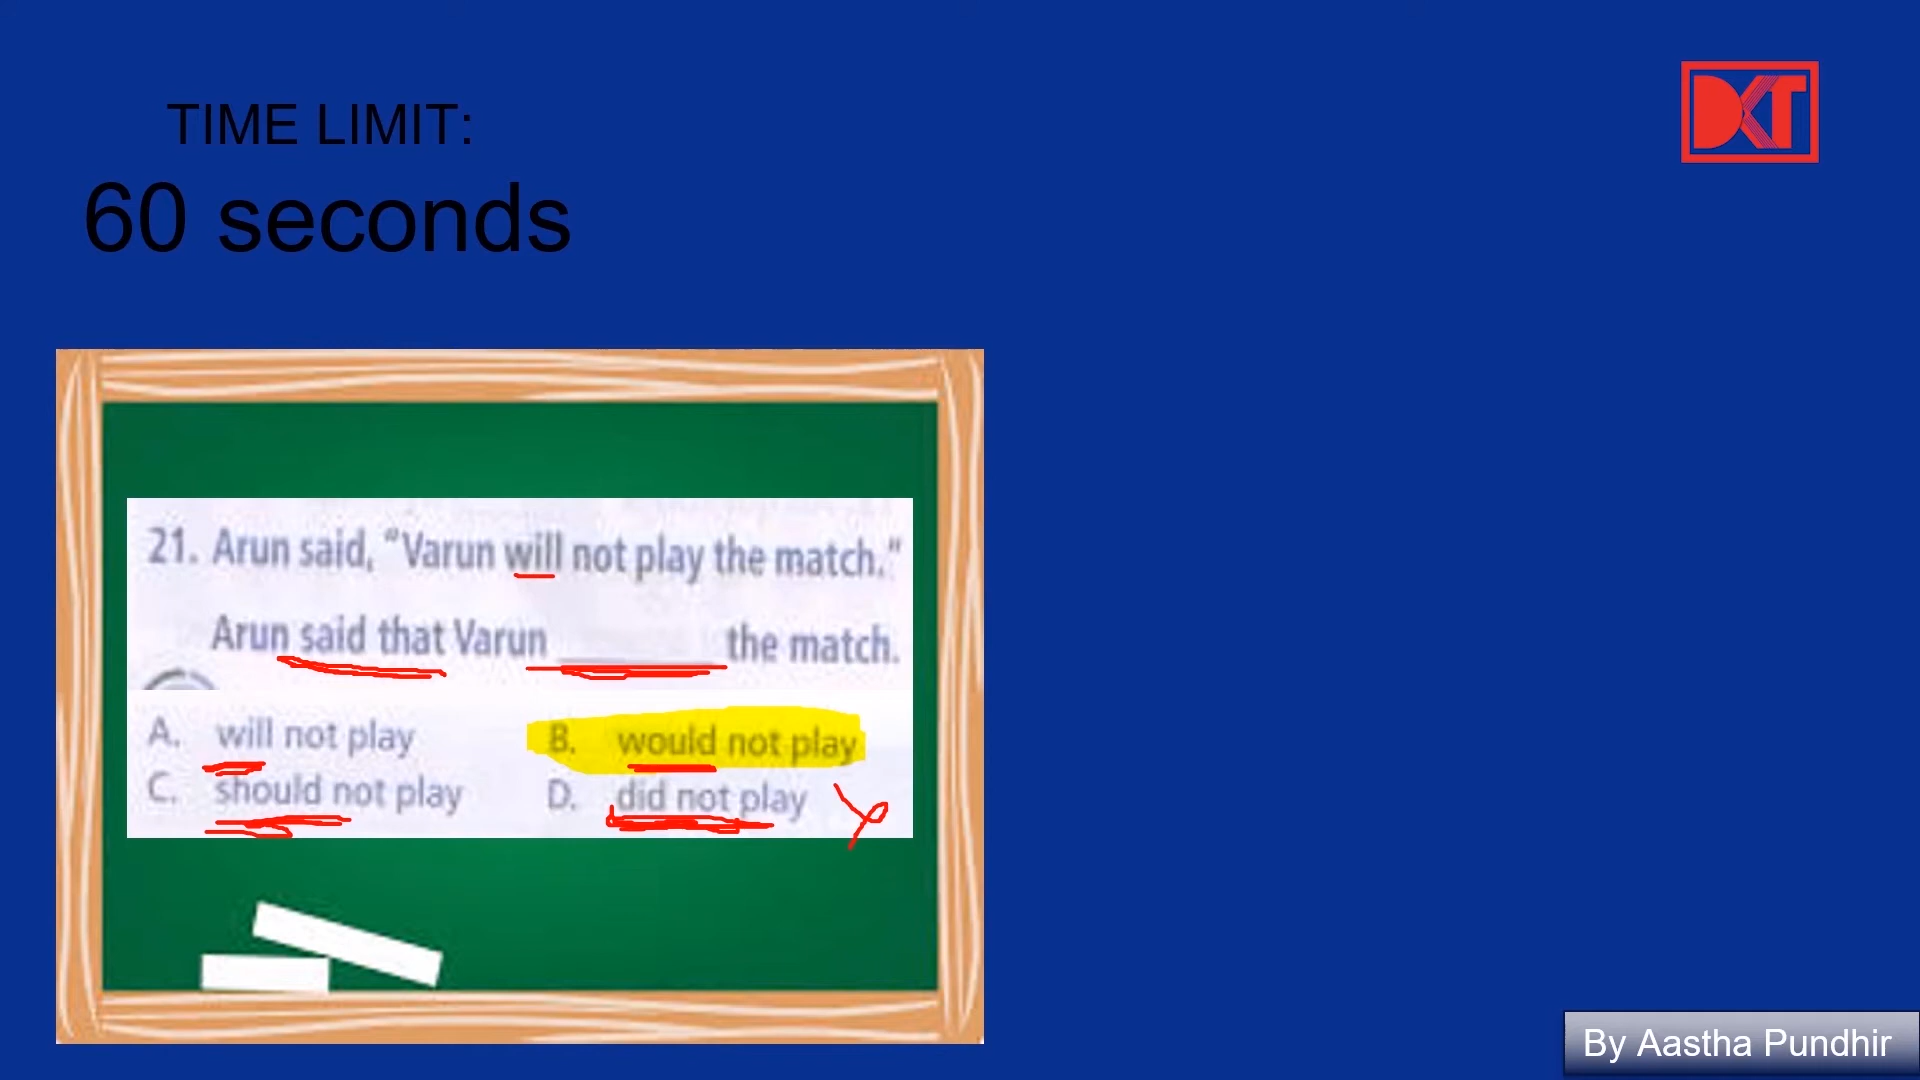 TIME LIMIT:
60 seconds
DKT
21. Arun said, "Varun will not play the match."
Arun said that Varun ________ the match.
A. will not play B. would not play
C. should not play D. did not play
By Aastha Pundhir